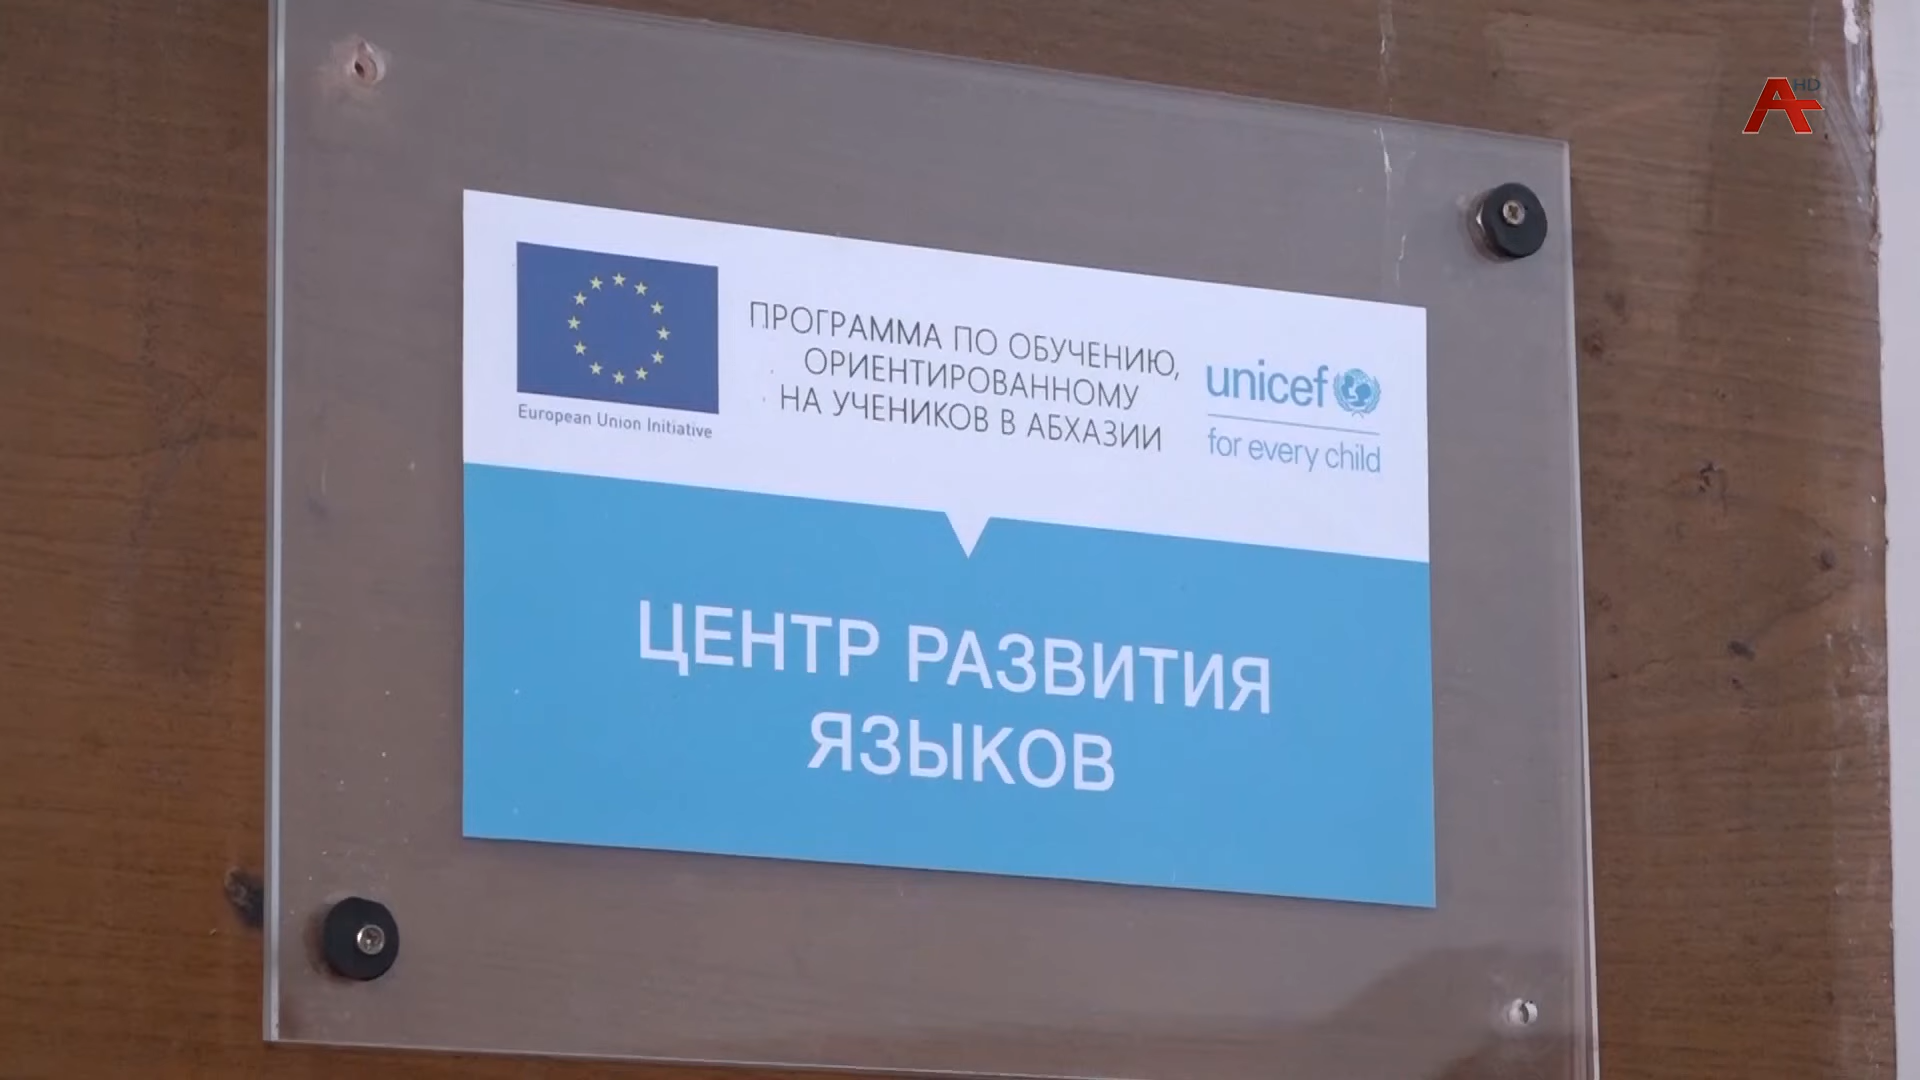 HD
European Union Initiative
ПРОГРАММА ПО ОБУЧЕНИЮ,
ОРИЕНТИРОВАННОМУ
НА УЧЕНИКОВ В АБХАЗИИ
unicef
for every child
ЦЕНТР РАЗВИТИЯ
ЯЗЫКОВ